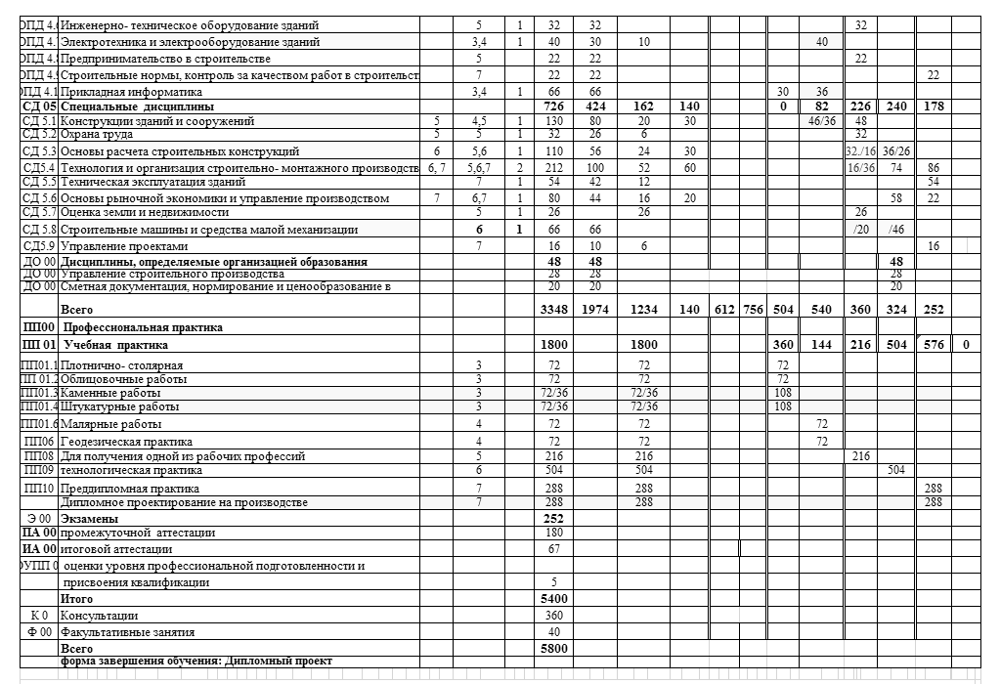 ОПД 4.6 Инженерно- техническое оборудование зданий 5 1 32 32 32
ОПД 4. Электротехника и электрооборудование зданий 3,4 1 40 30 10 40
ОПД 4. Предпринимательство в строительстве 5 22 22 22
ОПД 4. Строительные нормы, контроль за качеством работ в строительст 7 22 22 22
ОПД 4.1 Прикладная информатика 3,4 1 66 66 30 36
СД 05 Специальные дисциплины 726 424 162 140 0 82 226 240 178
СД 5.1 Конструкции зданий и сооружений 5 4,5 1 130 80 20 30 46/36 48
СД 5.2 Охрана труда 5 5 1 32 26 6 32
СД 5.3 Основы расчета строительных конструкций 6 5,6 1 110 56 24 30 32./16 36/26
СД5.4 Технология и организация строительно- монтажного производств 6, 7 5,6,7 2 212 100 52 60 16/36 74 86
СД 5.5 Техническая эксплуатация зданий 7 1 54 42 12 54
СД 5.6 Основы рыночной экономики и управление производством 7 6,7 1 80 44 16 20 58 22
СД 5.7 Оценка земли и недвижимости 5 1 26 26 26
СД 5.8 Строительные машины и средства малой механизации 6 1 66 66 /20 /46
СД5.9 Управление проектами 7 16 10 6 16
ДО 00 Дисциплины, определяемые организацией образования 48 48 48
ДО 00 Управление строительного производства 28 28 28
ДО 00 Сметная документация, нормирование и ценообразование в 20 20 20
Всего 3348 1974 1234 140 612 756 504 540 360 324 252
ПП00 Профессиональная практика
ПП 01 Учебная практика 1800 1800 360 144 216 504 576 0
ПП01.1 Плотнично- столярная 3 72 72 72
ПП 01.2 Облицовочные работы 3 72 72 72
ПП01.3 Каменные работы 3 72/36 72/36 108
ПП01.4 Штукатурные работы 3 72/36 72/36 108
ПП01.6 Малярные работы 4 72 72 72
ПП06 Геодезическая практика 4 72 72 72
ПП08 Для получения одной из рабочих профессий 5 216 216 216
ПП09 технологическая практика 6 504 504 504
ПП10 Преддипломная практика 7 288 288 288
Дипломное проектирование на производстве 7 288 288 288
Э 00 Экзамены 252
ПА 00 промежуточной аттестации 180
ИА 00 итоговой аттестации 67
ОУПП 0 оценки уровня профессиональной подготовленности и
присвоения квалификации 5
Итого 5400
К 0 Консультации 360
Ф 00 Факультативные занятия 40
Всего 5800
форма завершения обучения: Дипломный проект